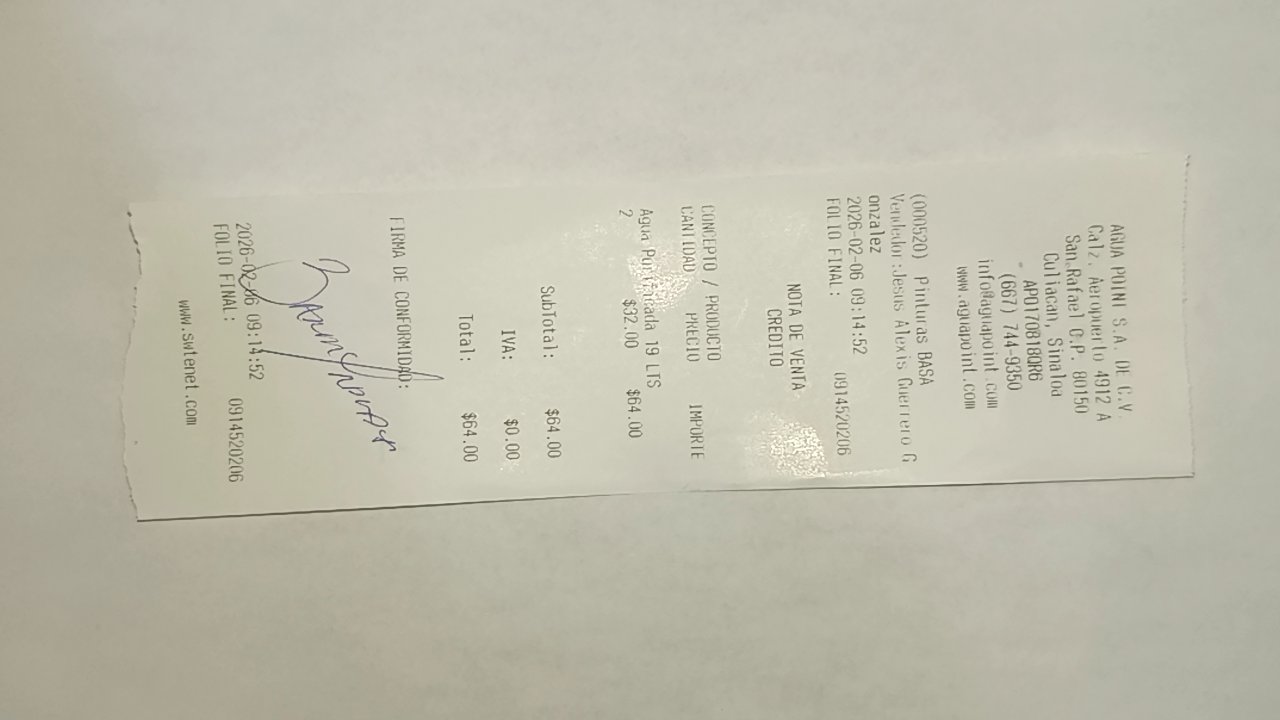 AGUA POINT S.A. DE C.V.
Calz. Aeropuerto 4912 A
San Rafael C.P. 80150
Culiacan, Sinaloa
APO170818QR6
(667) 744-9350
info@aguapoint.com
www.aguapoint.com
(000520) Pinturas BASA
Vendedor:Jesus Alexis Guerrero G
onzalez
2026-02-06 09:14:52
FOLIO FINAL: 0914520206
NOTA DE VENTA
CREDITO
CONCEPTO / PRODUCTO
CANTIDAD PRECIO IMPORTE
Agua Purificada 19 LTS
2 $32.00 $64.00
SubTotal: $64.00
IVA: $0.00
Total: $64.00
FIRMA DE CONFORMIDAD:
2026-02-06 09:14:52
FOLIO FINAL: 0914520206
www.swtenet.com